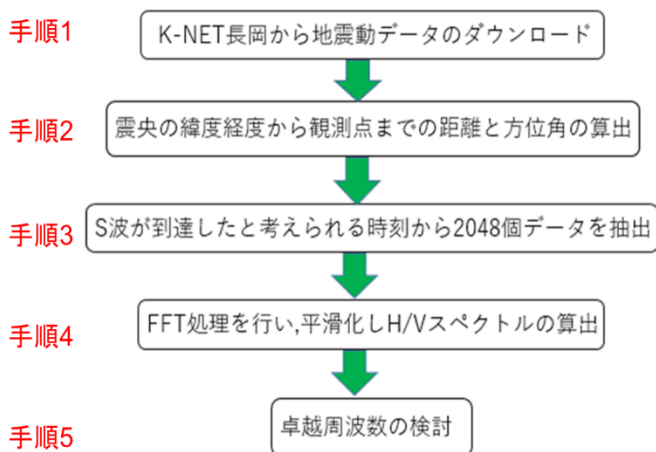 手順1
K-NET長岡から地震動データのダウンロード
手順2
震央の緯度経度から観測点までの距離と方位角の算出
手順3
S波が到達したと考えられる時刻から2048個データを抽出
手順4
FFT処理を行い,平滑化しH/Vスペクトルの算出
手順5
卓越周波数の検討